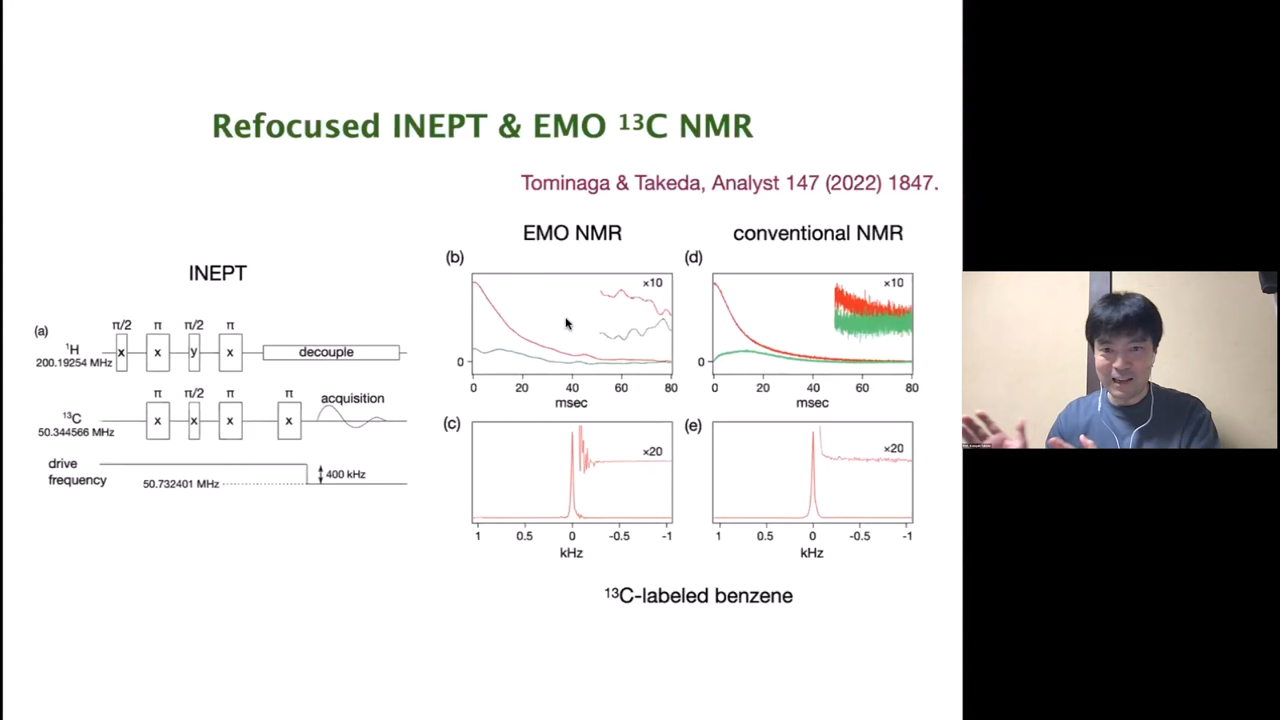 Refocused INEPT & EMO ¹³C NMR
Tominaga & Takeda, Analyst 147 (2022) 1847.
INEPT
(a)
π/2 π π/2 π
¹H
200.19254 MHz
x x y x decouple
π π/2 π π acquisition
¹³C
50.344566 MHz
x x x x
drive
frequency
50.732401 MHz
400 kHz
EMO NMR
(b)
×10
0
0 20 40 60 80
msec
(c)
×20
1 0.5 0 -0.5 -1
kHz
conventional NMR
(d)
×10
0
0 20 40 60 80
msec
(e)
×20
1 0.5 0 -0.5 -1
kHz
¹³C-labeled benzene